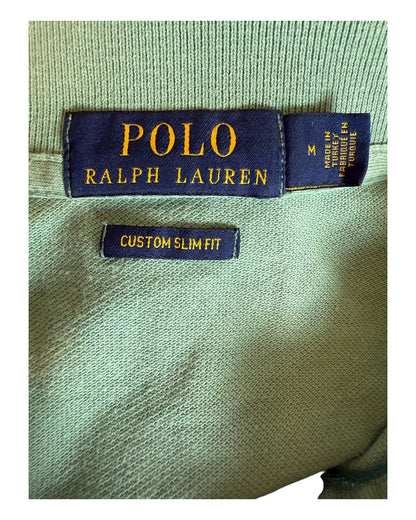 POLO
RALPH LAUREN
M
MADE IN
TURKEY
FABRIQUÉ EN
TURQUIE
CUSTOM SLIM FIT